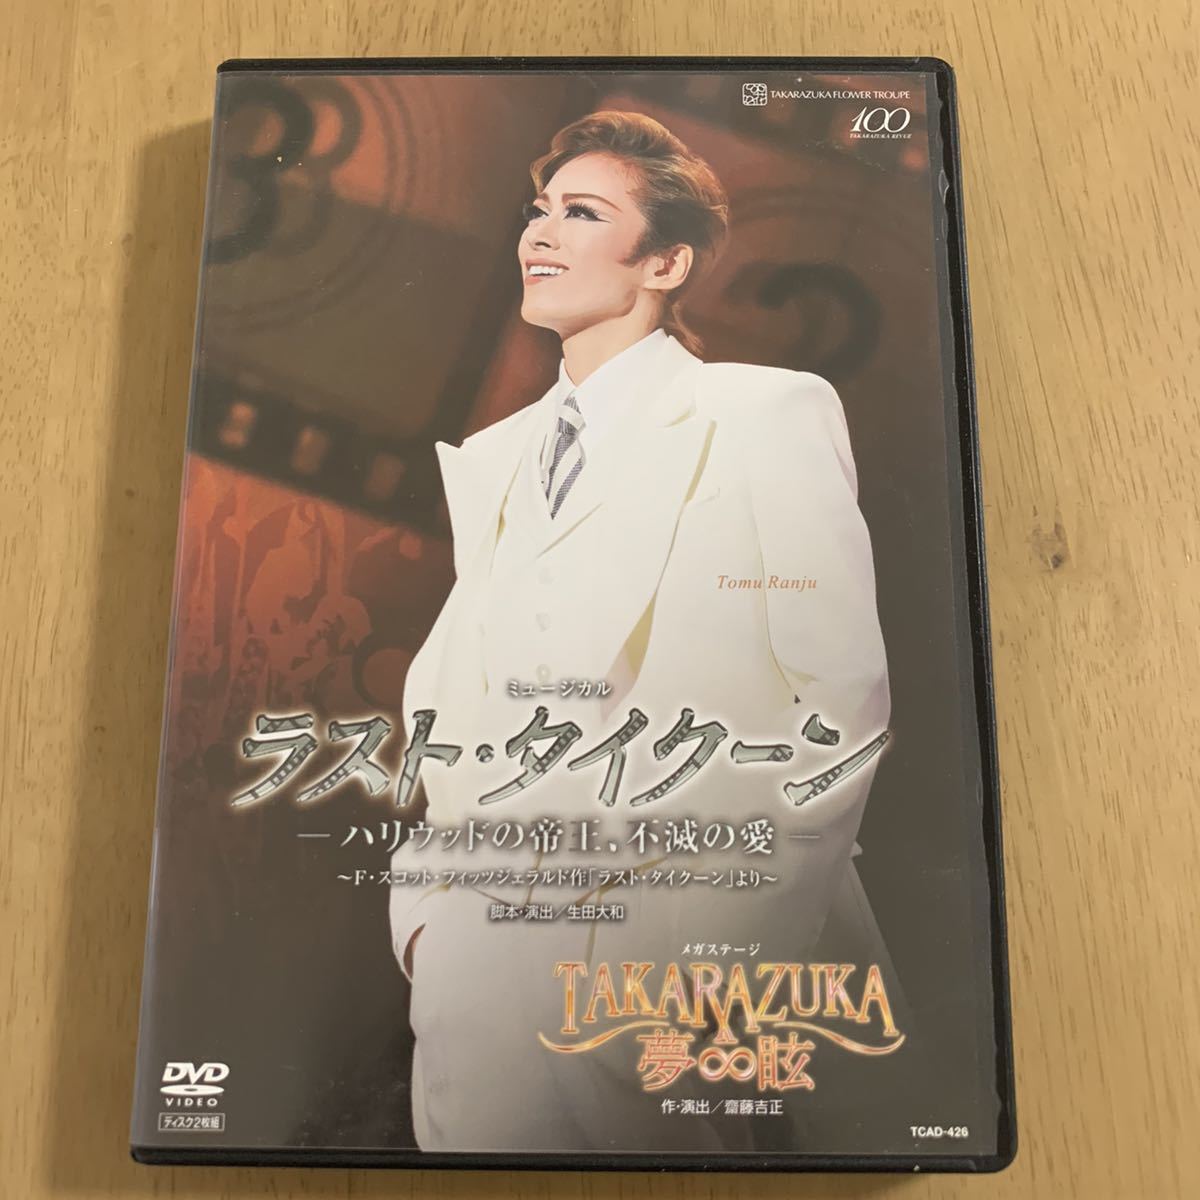 TAKARAZUKA FLOWER TROUPE
100
TAKARAZUKA REVUE
Tomu Ranju
ミュージカル
ラスト・タイクーン
― ハリウッドの帝王、不滅の愛 ―
～F・スコット・フィッツジェラルド作「ラスト・タイクーン」より～
脚本・演出／生田大和
メガステージ
TAKARAZUKA
夢∞眩
作・演出／齋藤吉正
DVD
VIDEO
ディスク2枚組
TCAD-426